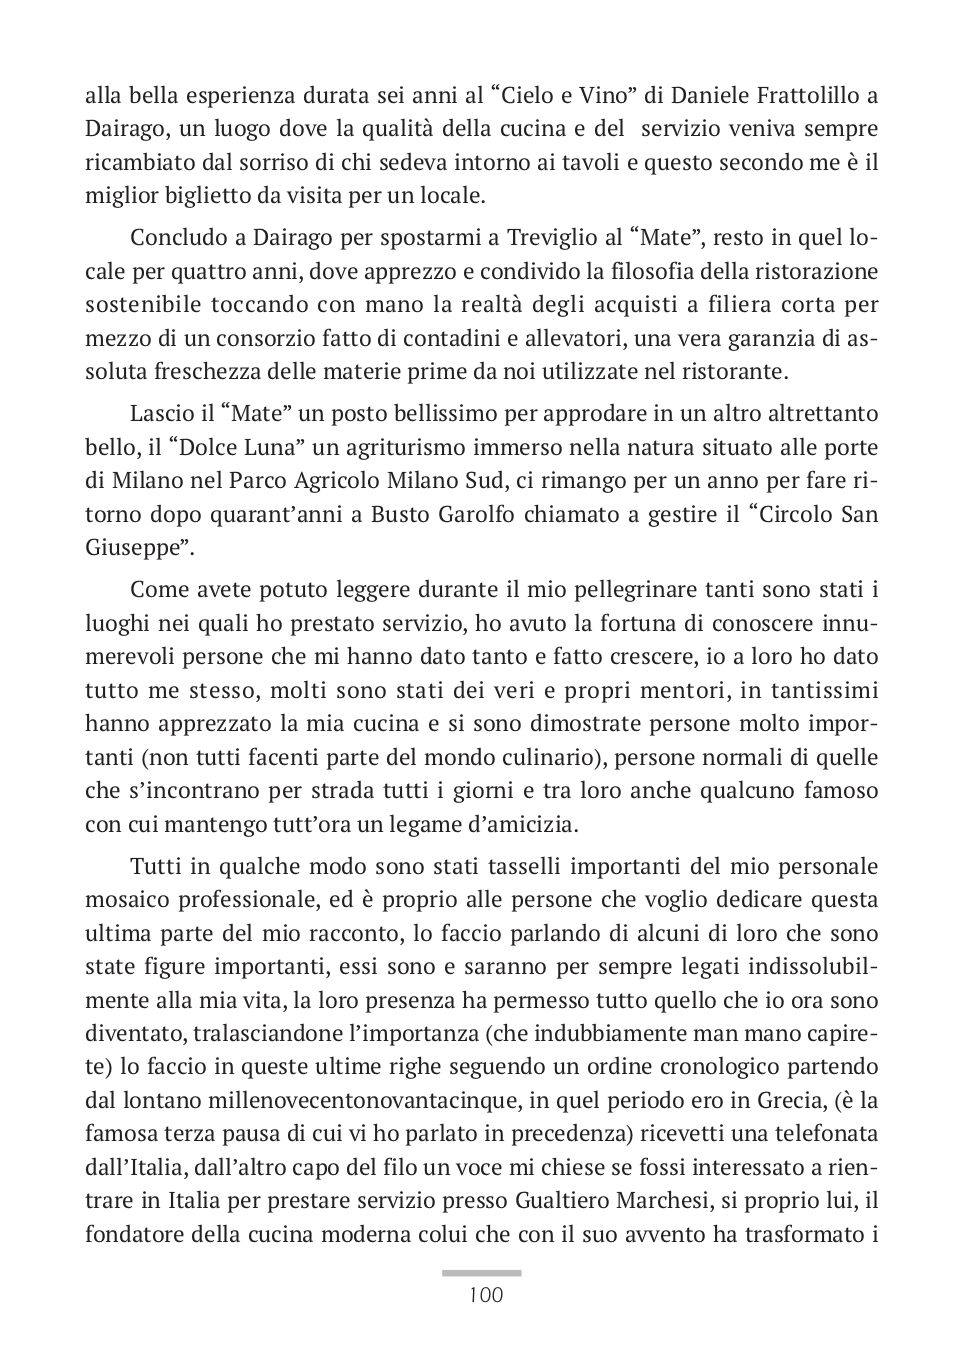 alla bella esperienza durata sei anni al “Cielo e Vino” di Daniele Frattolillo a
Dairago, un luogo dove la qualità della cucina e del  servizio veniva sempre
ricambiato dal sorriso di chi sedeva intorno ai tavoli e questo secondo me è il
miglior biglietto da visita per un locale.
Concludo a Dairago per spostarmi a Treviglio al “Mate”, resto in quel lo-
cale per quattro anni, dove apprezzo e condivido la filosofia della ristorazione
sostenibile toccando con mano la realtà degli acquisti a filiera corta per
mezzo di un consorzio fatto di contadini e allevatori, una vera garanzia di as-
soluta freschezza delle materie prime da noi utilizzate nel ristorante.
Lascio il “Mate” un posto bellissimo per approdare in un altro altrettanto
bello, il “Dolce Luna” un agriturismo immerso nella natura situato alle porte
di Milano nel Parco Agricolo Milano Sud, ci rimango per un anno per fare ri-
torno dopo quarant’anni a Busto Garolfo chiamato a gestire il “Circolo San
Giuseppe”.
Come avete potuto leggere durante il mio pellegrinare tanti sono stati i
luoghi nei quali ho prestato servizio, ho avuto la fortuna di conoscere innu-
merevoli persone che mi hanno dato tanto e fatto crescere, io a loro ho dato
tutto me stesso, molti sono stati dei veri e propri mentori, in tantissimi
hanno apprezzato la mia cucina e si sono dimostrate persone molto impor-
tanti (non tutti facenti parte del mondo culinario), persone normali di quelle
che s’incontrano per strada tutti i giorni e tra loro anche qualcuno famoso
con cui mantengo tutt’ora un legame d’amicizia.
Tutti in qualche modo sono stati tasselli importanti del mio personale
mosaico professionale, ed è proprio alle persone che voglio dedicare questa
ultima parte del mio racconto, lo faccio parlando di alcuni di loro che sono
state figure importanti, essi sono e saranno per sempre legati indissolubil-
mente alla mia vita, la loro presenza ha permesso tutto quello che io ora sono
diventato, tralasciandone l’importanza (che indubbiamente man mano capire-
te) lo faccio in queste ultime righe seguendo un ordine cronologico partendo
dal lontano millenovecentonovantacinque, in quel periodo ero in Grecia, (è la
famosa terza pausa di cui vi ho parlato in precedenza) ricevetti una telefonata
dall’Italia, dall’altro capo del filo un voce mi chiese se fossi interessato a rien-
trare in Italia per prestare servizio presso Gualtiero Marchesi, si proprio lui, il
fondatore della cucina moderna colui che con il suo avvento ha trasformato i
100